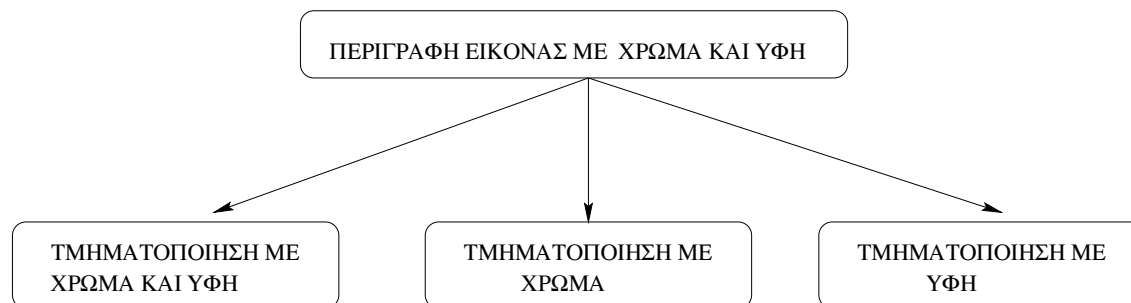 ΠΕΡΙΓΡΑΦΗ ΕΙΚΟΝΑΣ ΜΕ ΧΡΩΜΑ ΚΑΙ ΥΦΗ
ΤΜΗΜΑΤΟΠΟΙΗΣΗ ΜΕ
ΧΡΩΜΑ ΚΑΙ ΥΦΗ
ΤΜΗΜΑΤΟΠΟΙΗΣΗ ΜΕ
ΧΡΩΜΑ
ΤΜΗΜΑΤΟΠΟΙΗΣΗ ΜΕ
ΥΦΗ